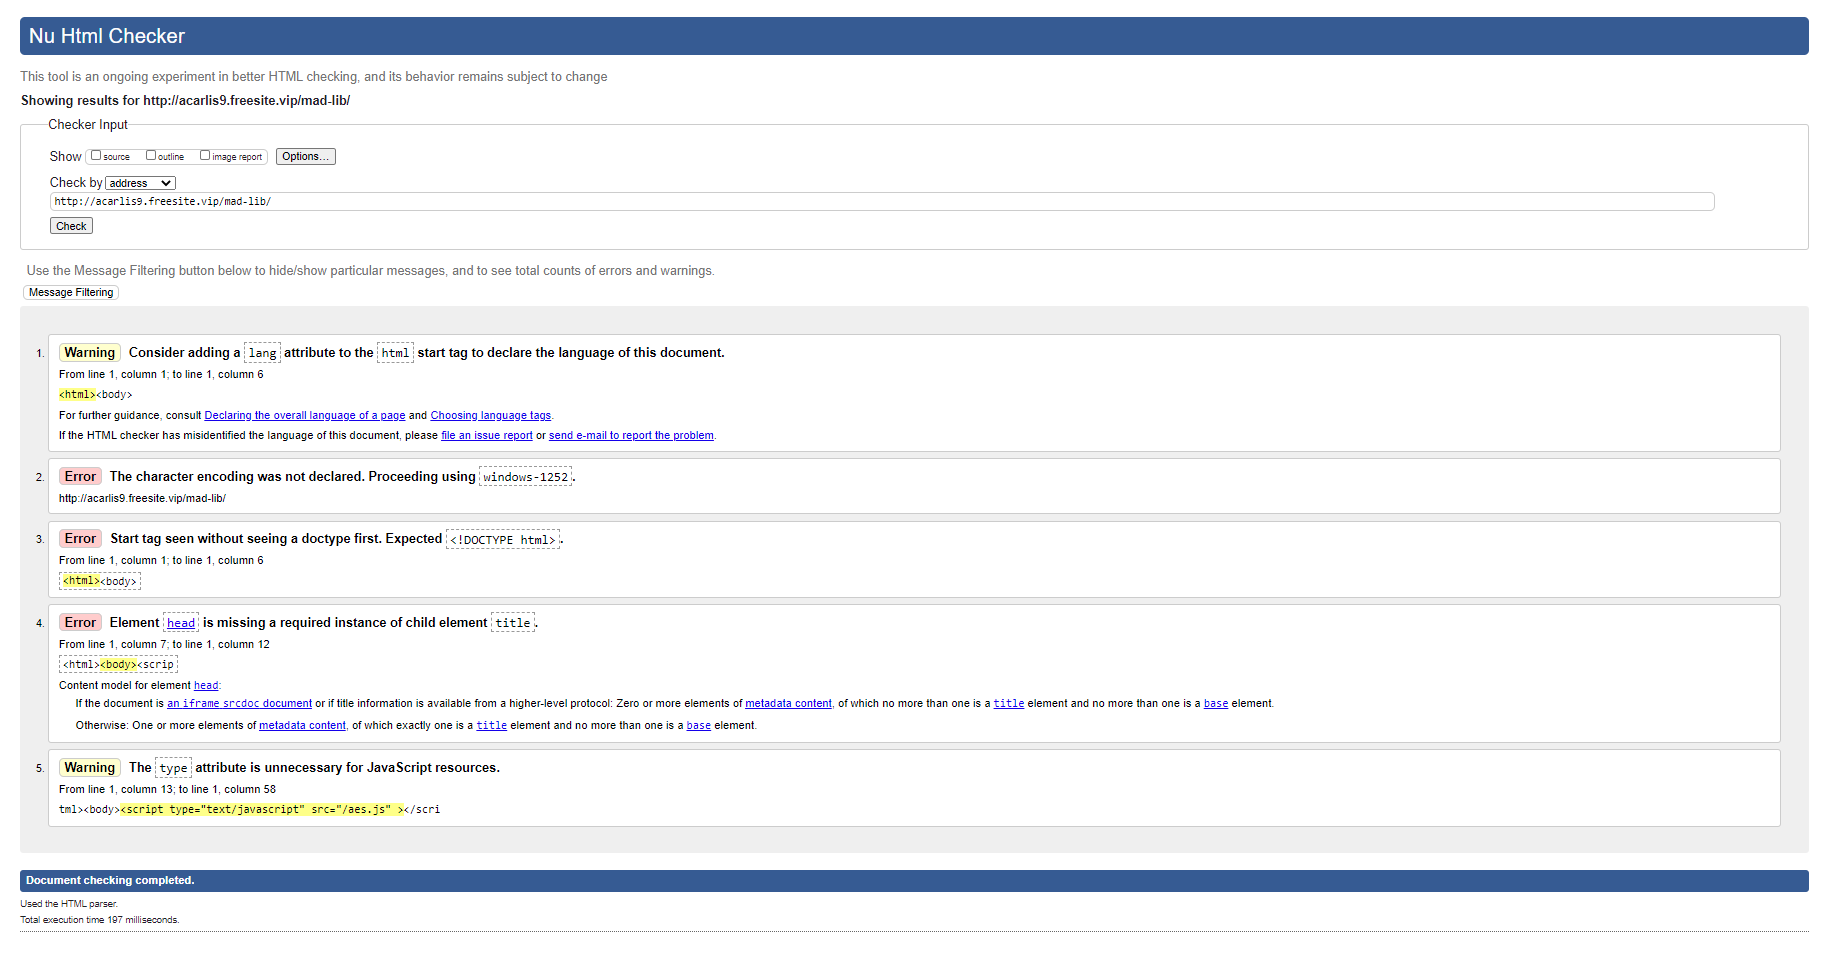 Nu Html Checker
This tool is an ongoing experiment in better HTML checking, and its behavior remains subject to change
Showing results for http://acarlis9.freesite.vip/mad-lib/
Checker Input
Show source outline image report Options...
Check by address
http://acarlis9.freesite.vip/mad-lib/
Check
Use the Message Filtering button below to hide/show particular messages, and to see total counts of errors and warnings.
Message Filtering
1. Warning Consider adding a lang attribute to the html start tag to declare the language of this document.
From line 1, column 1; to line 1, column 6
<html><body>
For further guidance, consult Declaring the overall language of a page and Choosing language tags.
If the HTML checker has misidentified the language of this document, please file an issue report or send e-mail to report the problem.
2. Error The character encoding was not declared. Proceeding using windows-1252.
http://acarlis9.freesite.vip/mad-lib/
3. Error Start tag seen without seeing a doctype first. Expected <!DOCTYPE html>.
From line 1, column 1; to line 1, column 6
<html><body>
4. Error Element head is missing a required instance of child element title.
From line 1, column 7; to line 1, column 12
<html><body><scrip
Content model for element head:
If the document is an iframe srcdoc document or if title information is available from a higher-level protocol: Zero or more elements of metadata content, of which no more than one is a title element and no more than one is a base element.
Otherwise: One or more elements of metadata content, of which exactly one is a title element and no more than one is a base element.
5. Warning The type attribute is unnecessary for JavaScript resources.
From line 1, column 13; to line 1, column 58
tml><body><script type="text/javascript" src="/aes.js" ></scri
Document checking completed.
Used the HTML parser.
Total execution time 197 milliseconds.